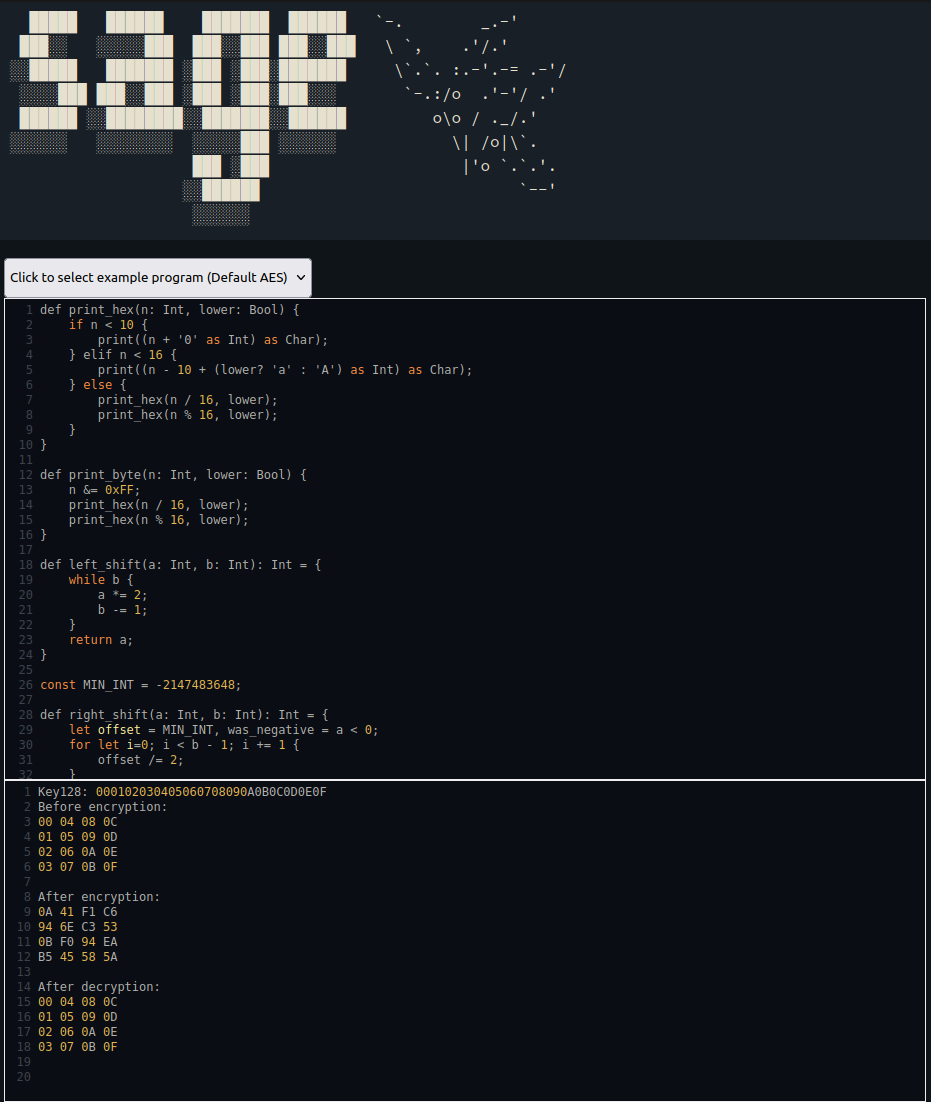 sage
Click to select example program (Default AES)
1 def print_hex(n: Int, lower: Bool) {
2     if n < 10 {
3         print((n + '0' as Int) as Char);
4     } elif n < 16 {
5         print((n - 10 + (lower? 'a' : 'A') as Int) as Char);
6     } else {
7         print_hex(n / 16, lower);
8         print_hex(n % 16, lower);
9     }
10 }
11
12 def print_byte(n: Int, lower: Bool) {
13     n &= 0xFF;
14     print_hex(n / 16, lower);
15     print_hex(n % 16, lower);
16 }
17
18 def left_shift(a: Int, b: Int): Int = {
19     while b {
20         a *= 2;
21         b -= 1;
22     }
23     return a;
24 }
25
26 const MIN_INT = -2147483648;
27
28 def right_shift(a: Int, b: Int): Int = {
29     let offset = MIN_INT, was_negative = a < 0;
30     for let i=0; i < b - 1; i += 1 {
31         offset /= 2;
32     }
1 Key128: 000102030405060708090A0B0C0D0E0F
2 Before encryption:
3 00 04 08 0C
4 01 05 09 0D
5 02 06 0A 0E
6 03 07 0B 0F
7
8 After encryption:
9 0A 41 F1 C6
10 94 6E C3 53
11 0B F0 94 EA
12 B5 45 58 5A
13
14 After decryption:
15 00 04 08 0C
16 01 05 09 0D
17 02 06 0A 0E
18 03 07 0B 0F
19
20